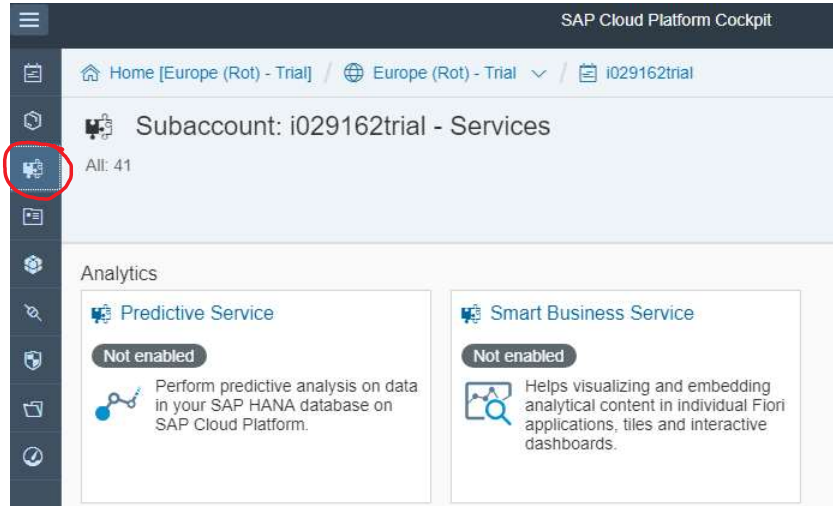 SAP Cloud Platform Cockpit
Home [Europe (Rot) - Trial] / Europe (Rot) - Trial / i029162trial
Subaccount: i029162trial - Services
All: 41
Analytics
Predictive Service
Not enabled
Perform predictive analysis on data
in your SAP HANA database on
SAP Cloud Platform.
Smart Business Service
Not enabled
Helps visualizing and embedding
analytical content in individual Fiori
applications, tiles and interactive
dashboards.